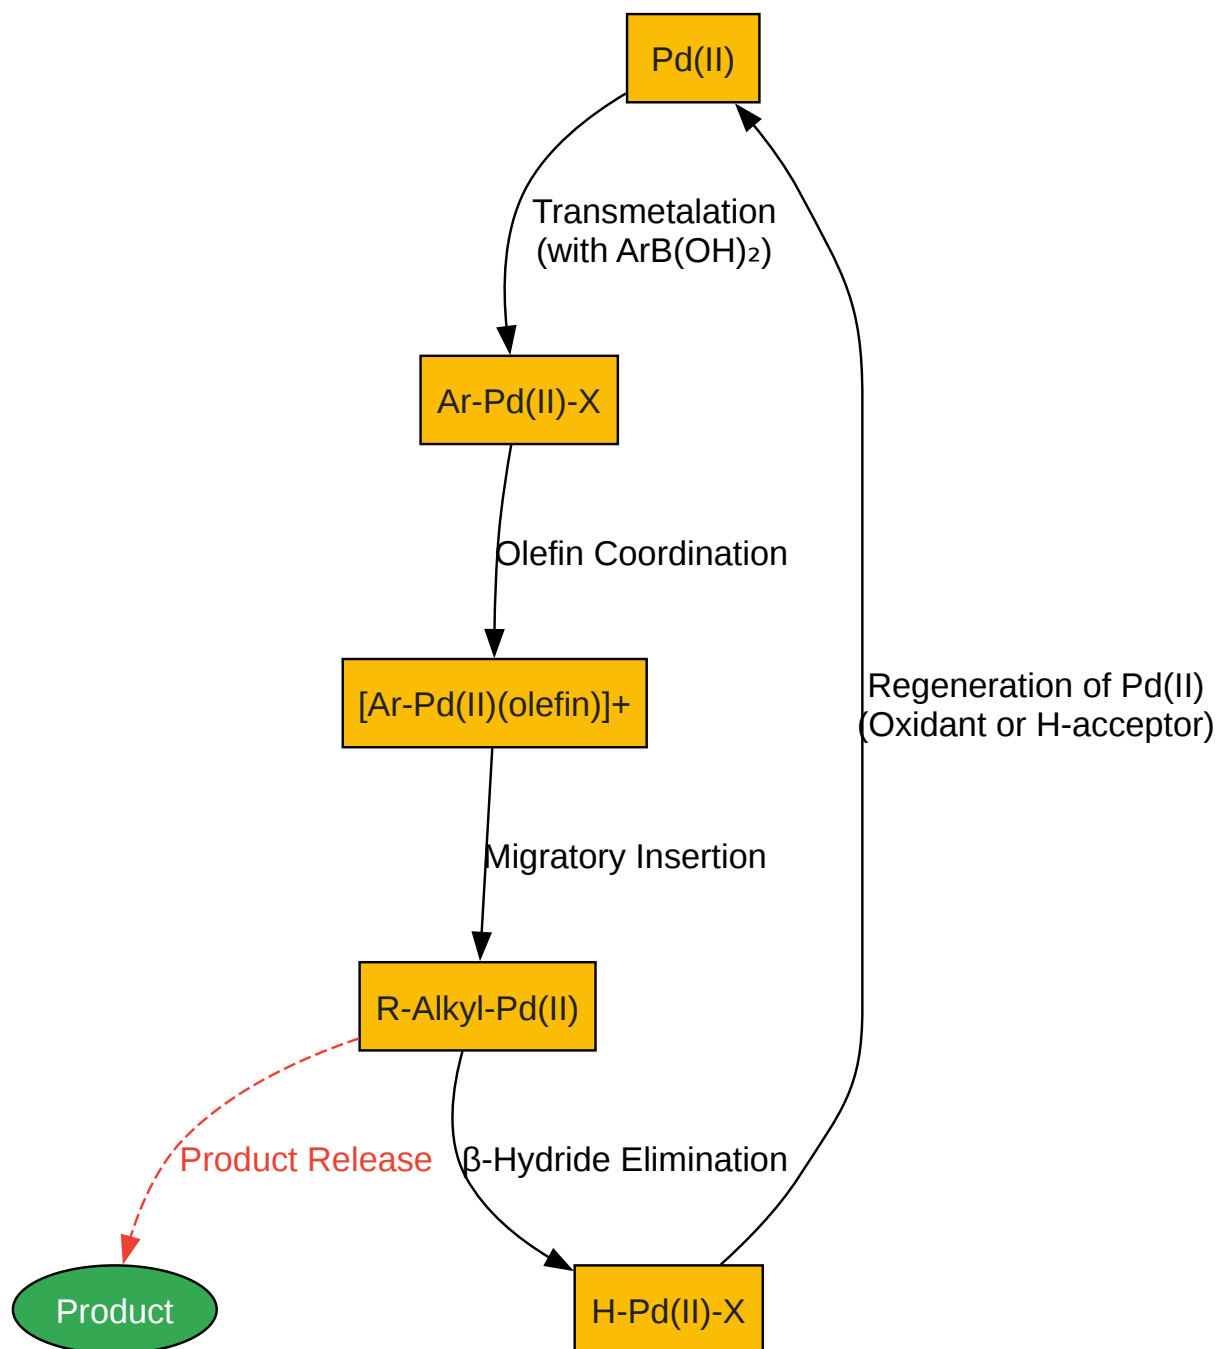 Pd(II)
Transmetalation
(with ArB(OH)₂)
Ar-Pd(II)-X
Olefin Coordination
[Ar-Pd(II)(olefin)]+
Regeneration of Pd(II)
(Oxidant or H-acceptor)
Migratory Insertion
R-Alkyl-Pd(II)
Product Release
β-Hydride Elimination
Product
H-Pd(II)-X